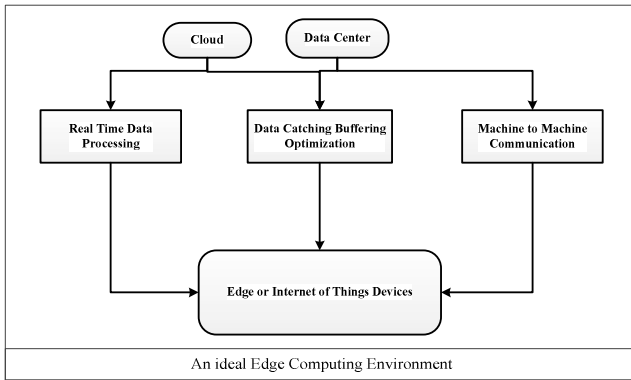 Cloud
Data Center
Real Time Data
Processing
Data Catching Buffering
Optimization
Machine to Machine
Communication
Edge or Internet of Things Devices
An ideal Edge Computing Environment